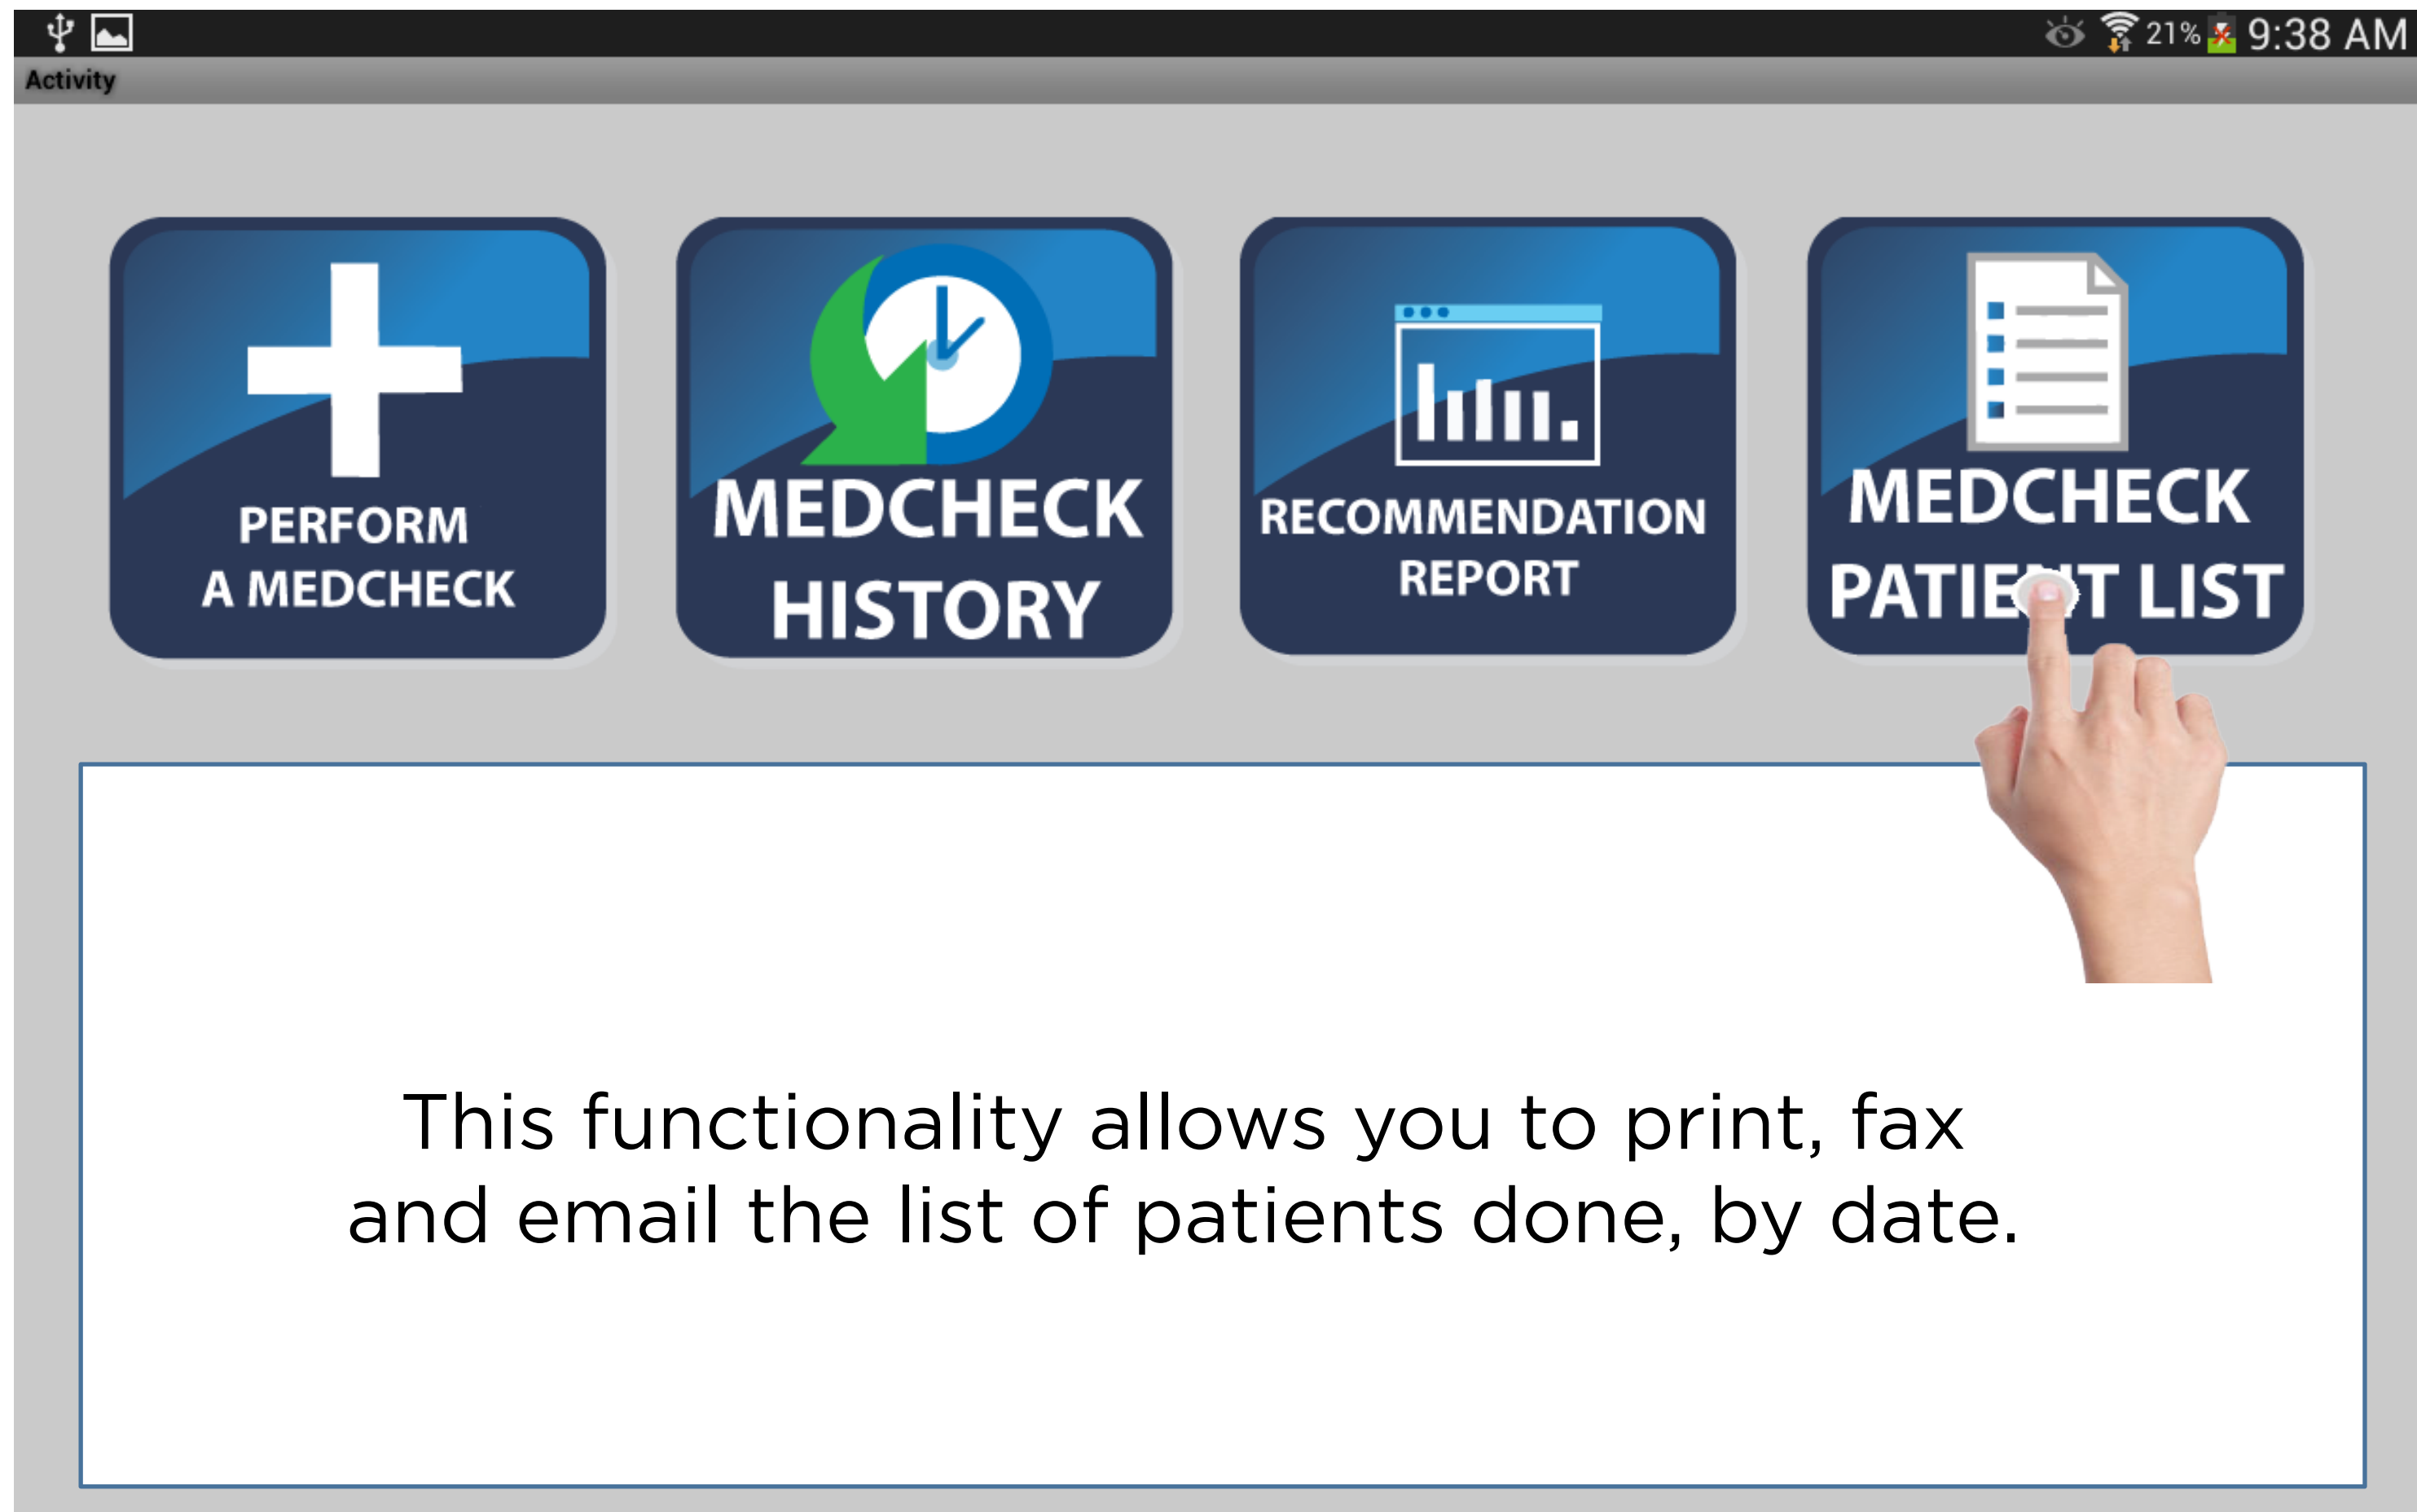 21% 9:38 AM
Activity
PERFORM
A MEDCHECK
MEDCHECK
HISTORY
RECOMMENDATION
REPORT
MEDCHECK
PATIENT LIST
This functionality allows you to print, fax
and email the list of patients done, by date.